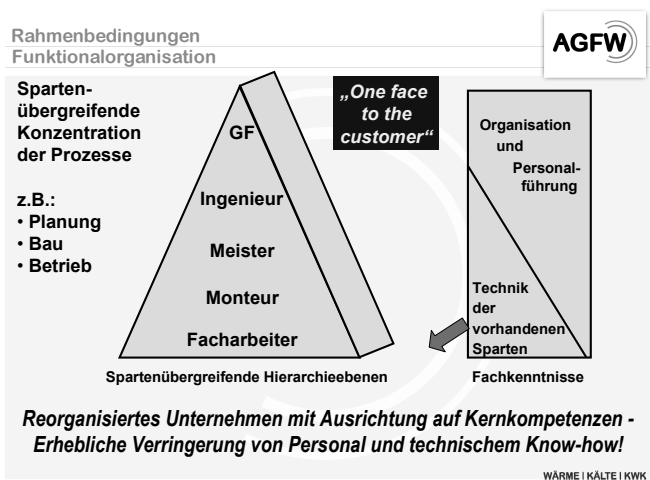 Rahmenbedingungen
Funktionalorganisation
AGFW
Sparten-
übergreifende
Konzentration
der Prozesse
z.B.:
• Planung
• Bau
• Betrieb
GF
Ingenieur
Meister
Monteur
Facharbeiter
Spartenübergreifende Hierarchieebenen
„One face
to the
customer“
Organisation
und
Personal-
führung
Technik
der
vorhandenen
Sparten
Fachkenntnisse
Reorganisiertes Unternehmen mit Ausrichtung auf Kernkompetenzen -
Erhebliche Verringerung von Personal und technischem Know-how!
WÄRME | KÄLTE | KWK